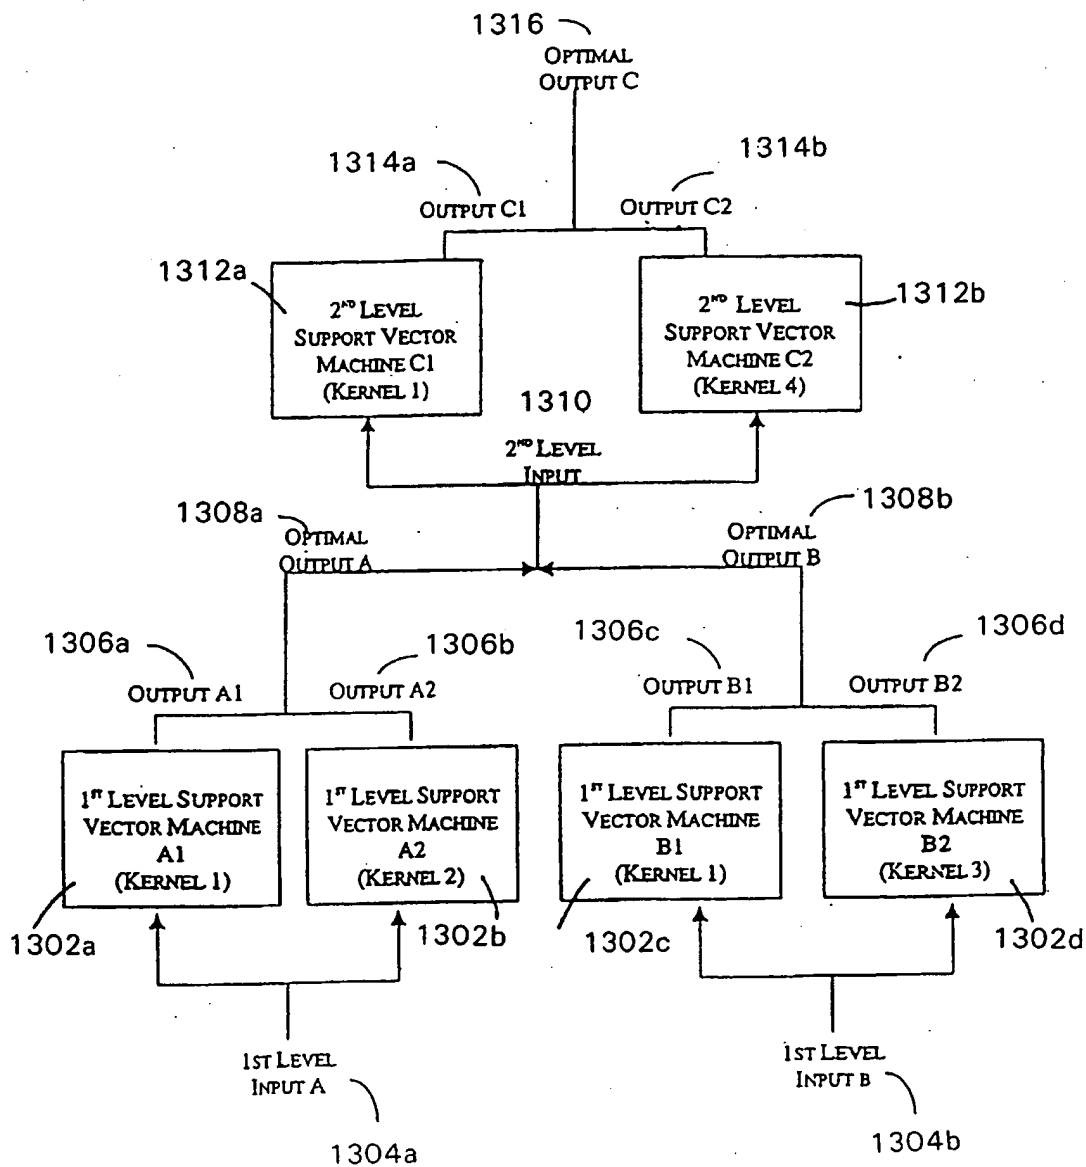 1316
OPTIMAL
OUTPUT C
1314a
1314b
OUTPUT C1
OUTPUT C2
1312a
1312b
2ND LEVEL
SUPPORT VECTOR
MACHINE C1
(KERNEL 1)
2ND LEVEL
SUPPORT VECTOR
MACHINE C2
(KERNEL 4)
1310
2ND LEVEL
INPUT
1308a
1308b
OPTIMAL
OUTPUT A
OPTIMAL
OUTPUT B
1306a
1306b
1306c
1306d
OUTPUT A1
OUTPUT A2
OUTPUT B1
OUTPUT B2
1ST LEVEL SUPPORT
VECTOR MACHINE
A1
(KERNEL 1)
1ST LEVEL SUPPORT
VECTOR MACHINE
A2
(KERNEL 2)
1ST LEVEL SUPPORT
VECTOR MACHINE
B1
(KERNEL 1)
1ST LEVEL SUPPORT
VECTOR MACHINE
B2
(KERNEL 3)
1302a
1302b
1302c
1302d
1ST LEVEL
INPUT A
1ST LEVEL
INPUT B
1304a
1304b